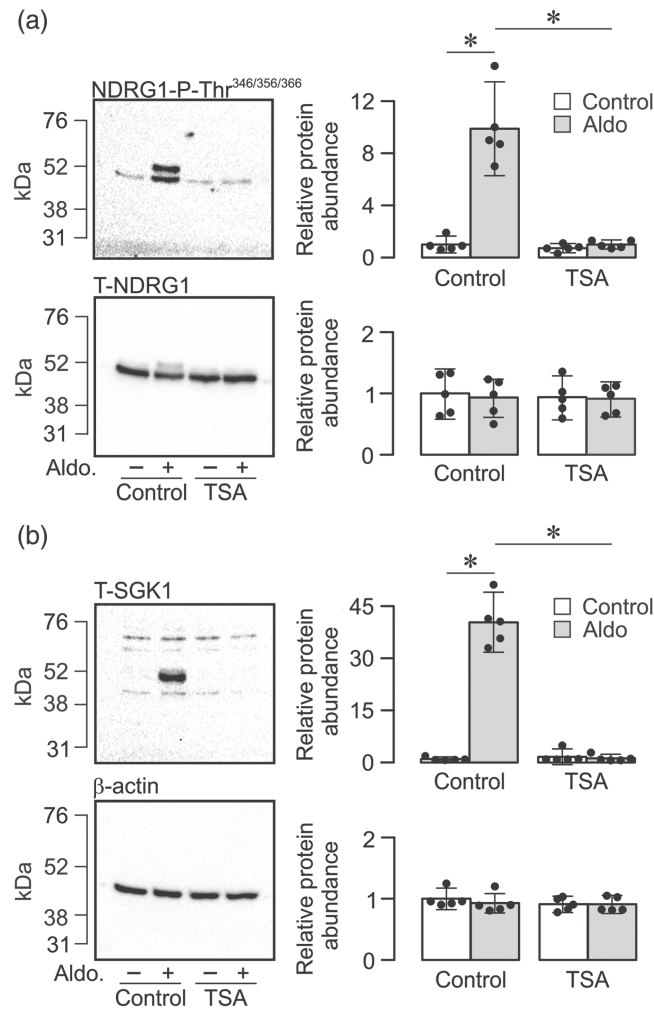 (a)
NDRG1-P-Thr346/356/366
kDa
76
52
38
31
Relative protein
abundance
12
8
4
0
*
*
Control
Aldo
Control
TSA
T-NDRG1
kDa
76
52
38
31
Aldo. – + – +
Control TSA
Relative protein
abundance
2
1
0
Control
TSA
(b)
T-SGK1
kDa
76
52
38
31
Relative protein
abundance
45
30
15
0
*
*
Control
Aldo
Control
TSA
β-actin
kDa
76
52
38
31
Aldo. – + – +
Control TSA
Relative protein
abundance
2
1
0
Control
TSA